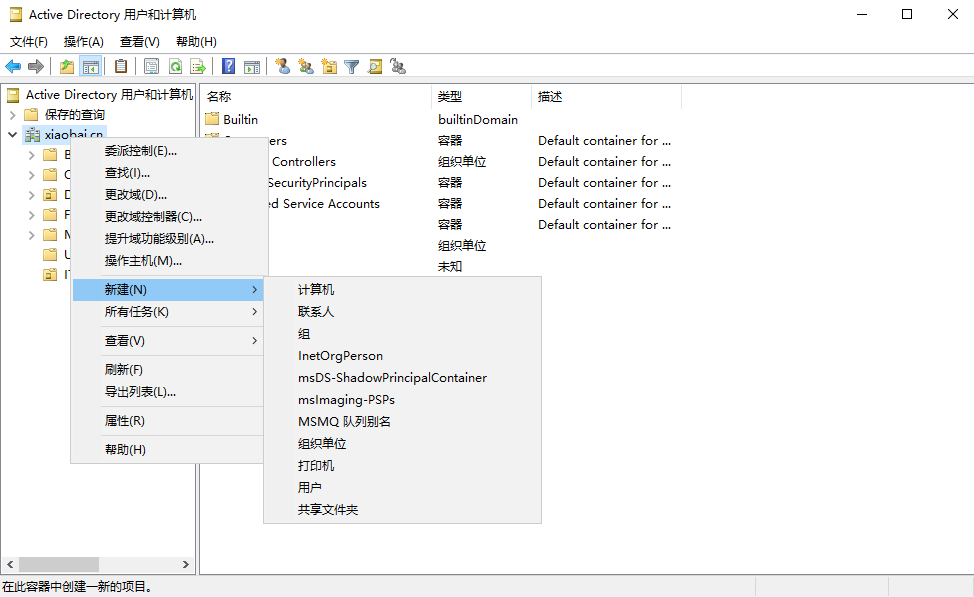 Active Directory 用户和计算机
文件(F) 操作(A) 查看(V) 帮助(H)
Active Directory 用户和计算机
保存的查询
xiaobai.cn
名称 类型 描述
Builtin builtinDomain
容器 Default container for ...
Controllers 组织单位 Default container for ...
SecurityPrincipals 容器 Default container for ...
Service Accounts 容器 Default container for ...
容器 Default container for ...
组织单位
未知
委派控制(E)...
查找(I)...
更改域(D)...
更改域控制器(C)...
提升域功能级别(A)...
操作主机(M)...
新建(N)
所有任务(K)
查看(V)
刷新(F)
导出列表(L)...
属性(R)
帮助(H)
计算机
联系人
组
InetOrgPerson
msDS-ShadowPrincipalContainer
msImaging-PSPs
MSMQ 队列别名
组织单位
打印机
用户
共享文件夹
在此容器中创建一新的项目。